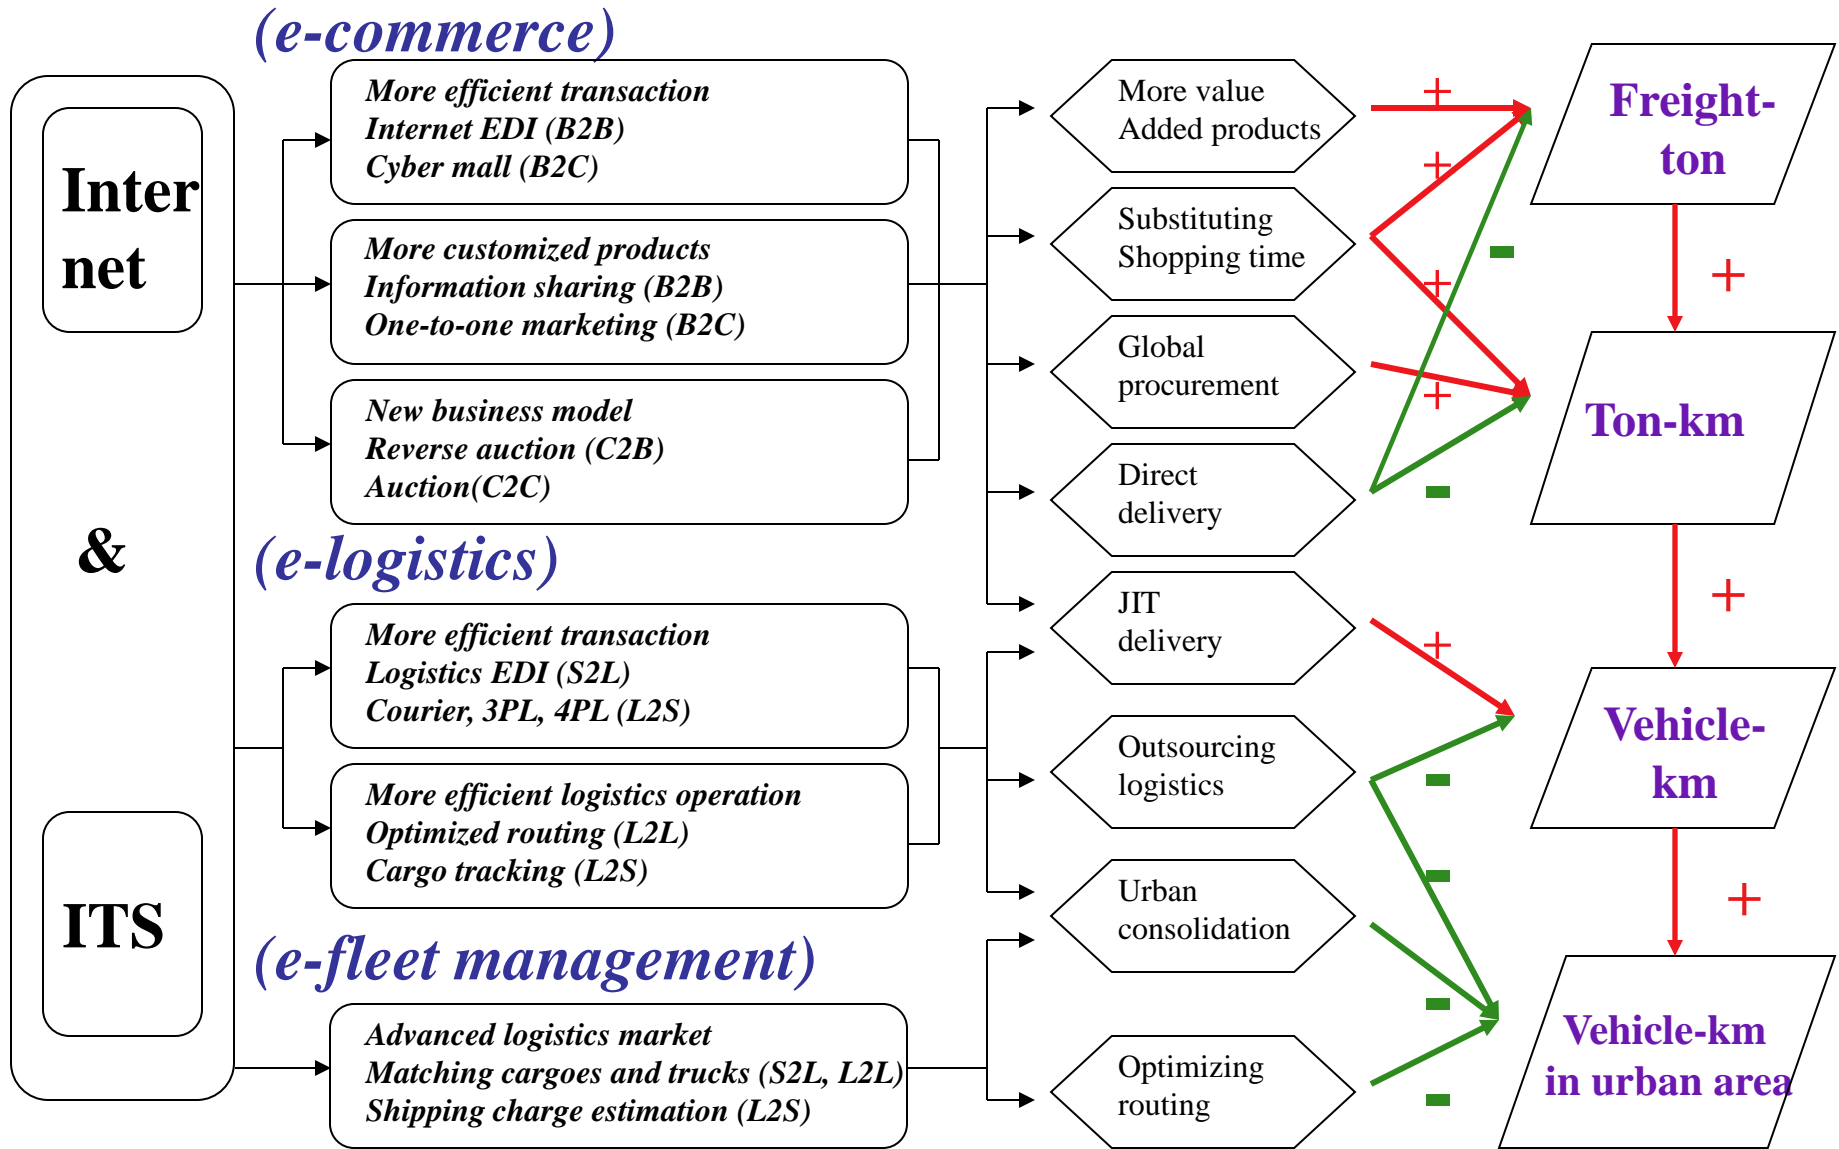 (e-commerce)
Inter
net
&
ITS
More efficient transaction
Internet EDI (B2B)
Cyber mall (B2C)
More customized products
Information sharing (B2B)
One-to-one marketing (B2C)
New business model
Reverse auction (C2B)
Auction(C2C)
(e-logistics)
More efficient transaction
Logistics EDI (S2L)
Courier, 3PL, 4PL (L2S)
More efficient logistics operation
Optimized routing (L2L)
Cargo tracking (L2S)
(e-fleet management)
Advanced logistics market
Matching cargoes and trucks (S2L, L2L)
Shipping charge estimation (L2S)
More value
Added products
Substituting
Shopping time
Global
procurement
Direct
delivery
JIT
delivery
Outsourcing
logistics
Urban
consolidation
Optimizing
routing
+
+
+
+
-
-
+
-
-
-
-
Freight-
ton
+
Ton-km
+
Vehicle-
km
+
Vehicle-km
in urban area